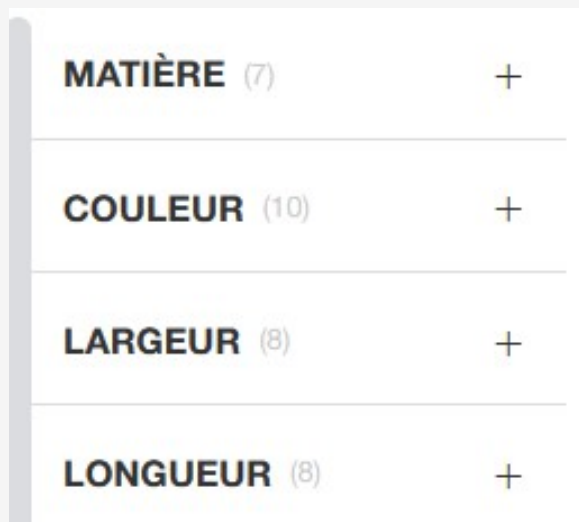 MATIÈRE (7) +
COULEUR (10) +
LARGEUR (8) +
LONGUEUR (8) +